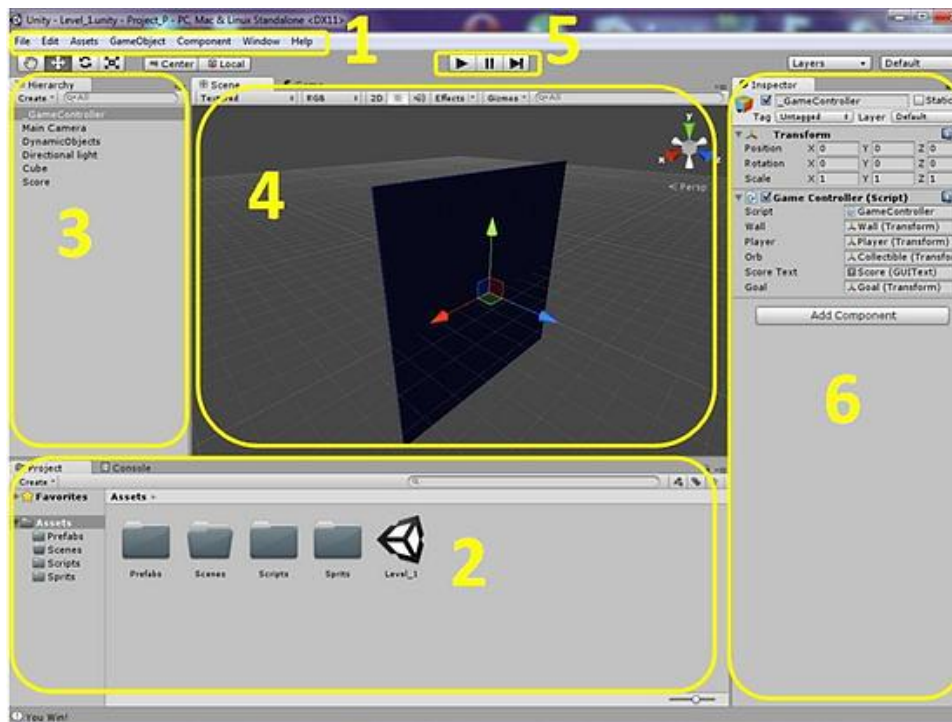 Unity - Level_1.unity - Project_P - PC, Mac & Linux Standalone <DX11>
File Edit Assets GameObject Component Window Help
1
5
Center Local
Layers Default
Hierarchy
Create All
_GameController
Main Camera
DynamicObjects
Directional light
Cube
Score
3
Scene Game
Textured RGB 2D Effects Gizmos All
y
x
z
Persp
4
Inspector
_GameController Static
Tag Untagged Layer Default
Transform
Position X 0 Y 0 Z 0
Rotation X 0 Y 0 Z 0
Scale X 1 Y 1 Z 1
Game Controller (Script)
Script GameController
Wall Wall (Transform)
Player Player (Transform)
Orb Collectible (Transfo
Score Text Score (GUIText)
Goal Goal (Transform)
Add Component
6
Project Console
Create
Favorites
Assets
Prefabs
Scenes
Scripts
Sprits
Assets
Prefabs Scenes Scripts Sprits Level_1
2
You Win!